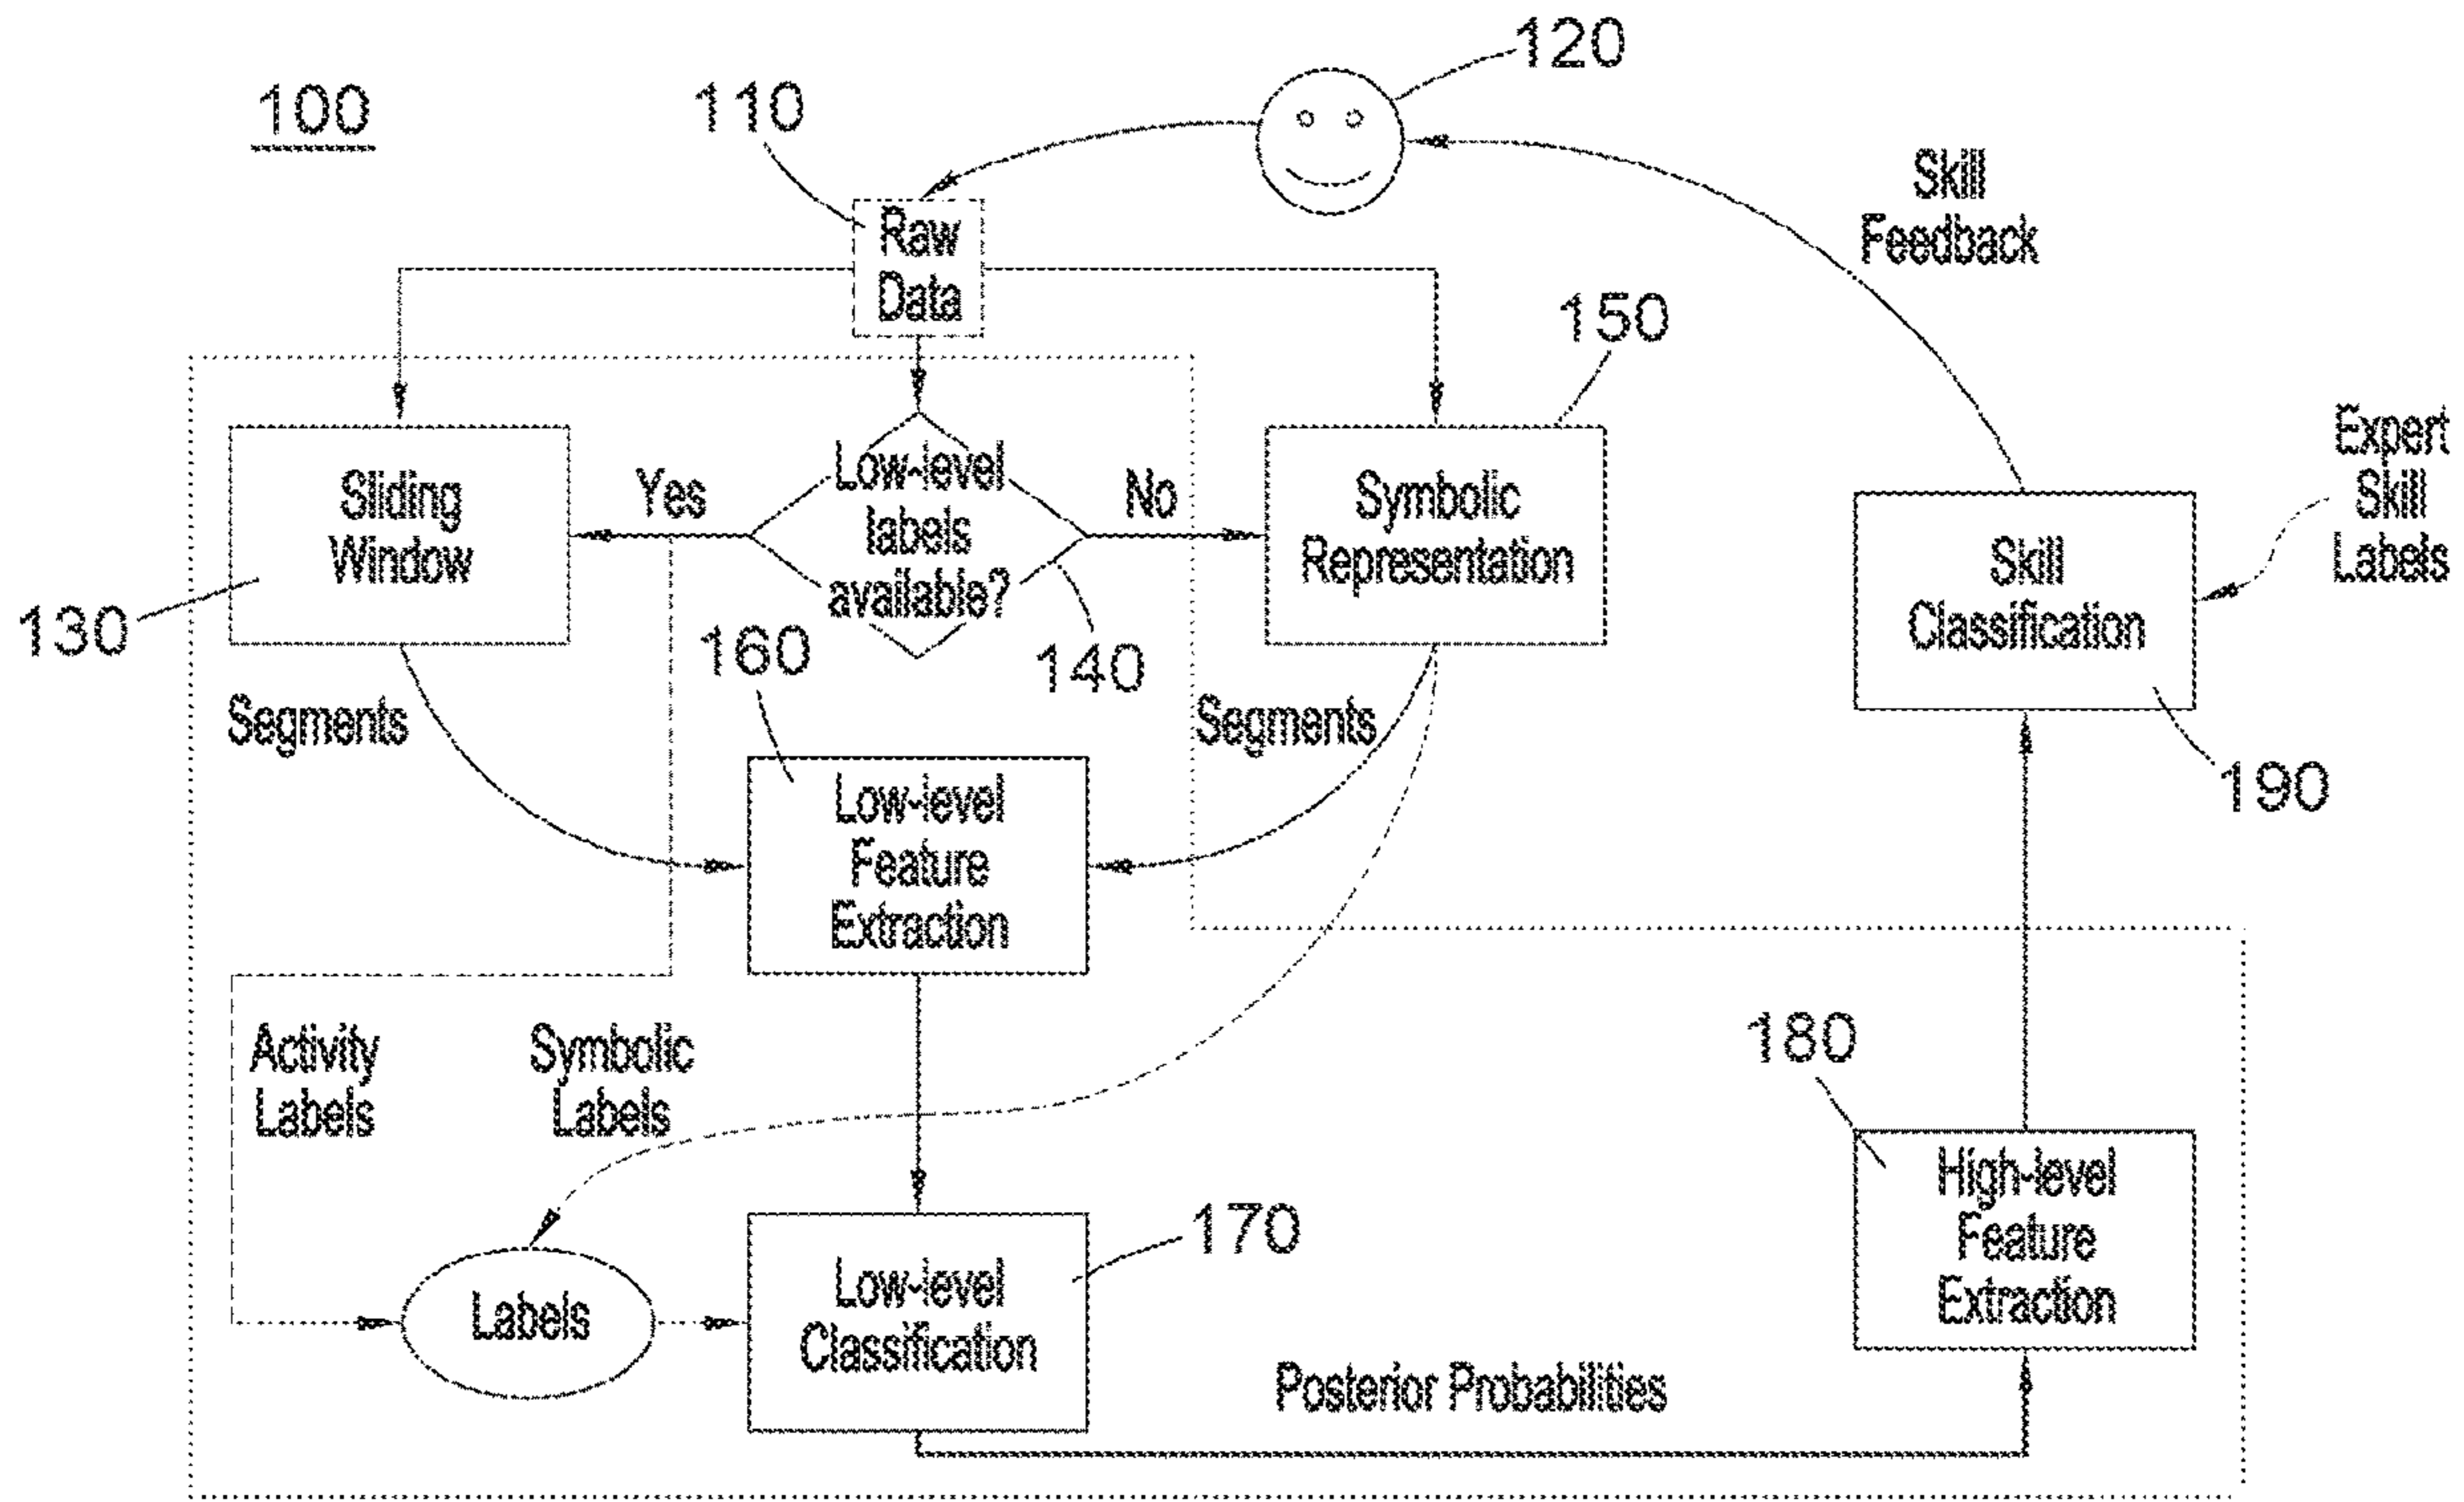 120
100
110
Raw
Data
Skill
Feedback
150
Expert
Skill
Labels
Sliding
Window
Yes
Low-level
labels
available?
No
Symbolic
Representation
Skill
Classification
130
160
140
Segments
Segments
190
Low-level
Feature
Extraction
Activity
Labels
Symbolic
Labels
180
High-level
Feature
Extraction
170
Labels
Low-level
Classification
Posterior Probabilities